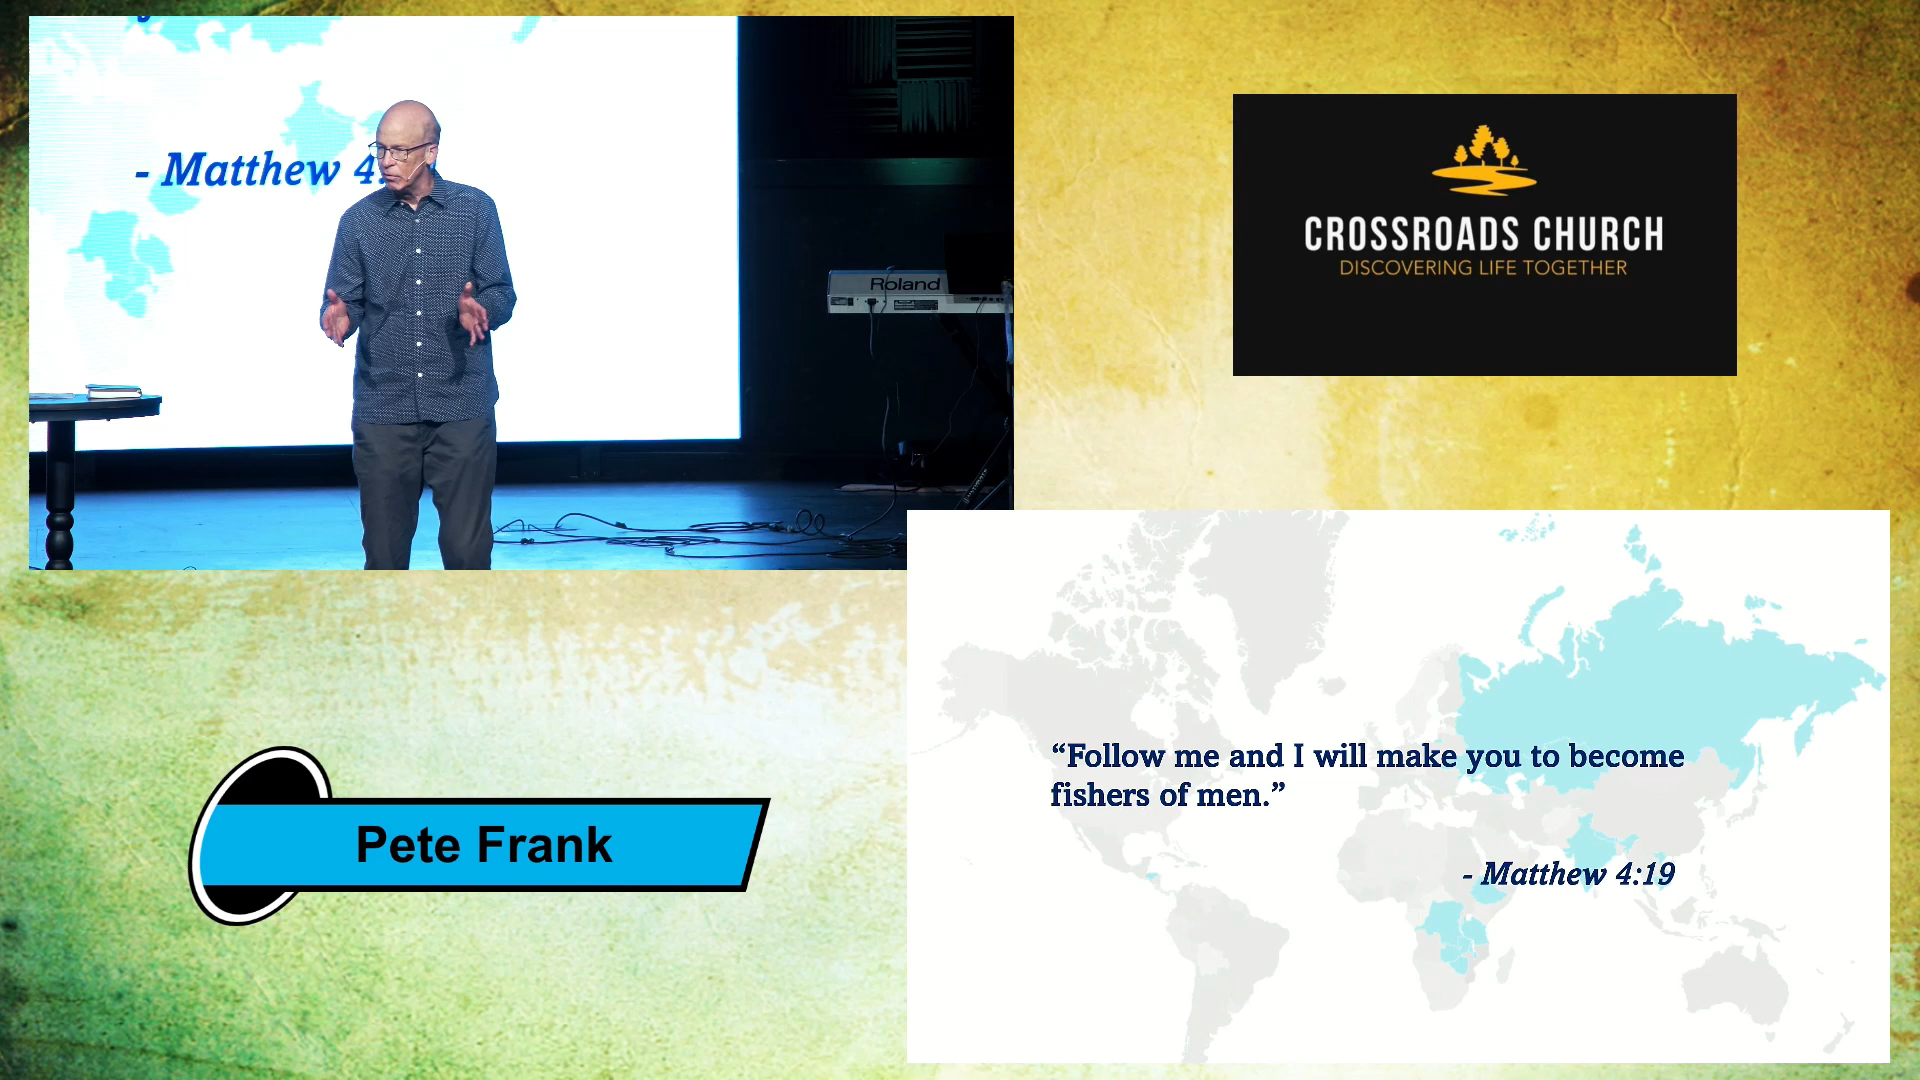 - Matthew 4:
Roland
CROSSROADS CHURCH
DISCOVERING LIFE TOGETHER
“Follow me and I will make you to become
fishers of men.”
- Matthew 4:19
Pete Frank